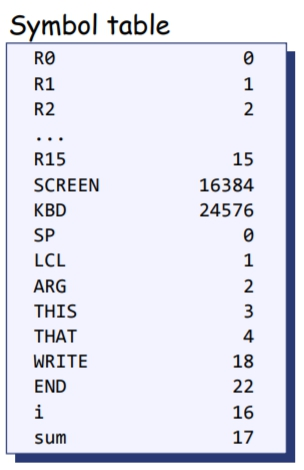 Symbol table
R0 0
R1 1
R2 2
...
R15 15
SCREEN 16384
KBD 24576
SP 0
LCL 1
ARG 2
THIS 3
THAT 4
WRITE 18
END 22
i 16
sum 17